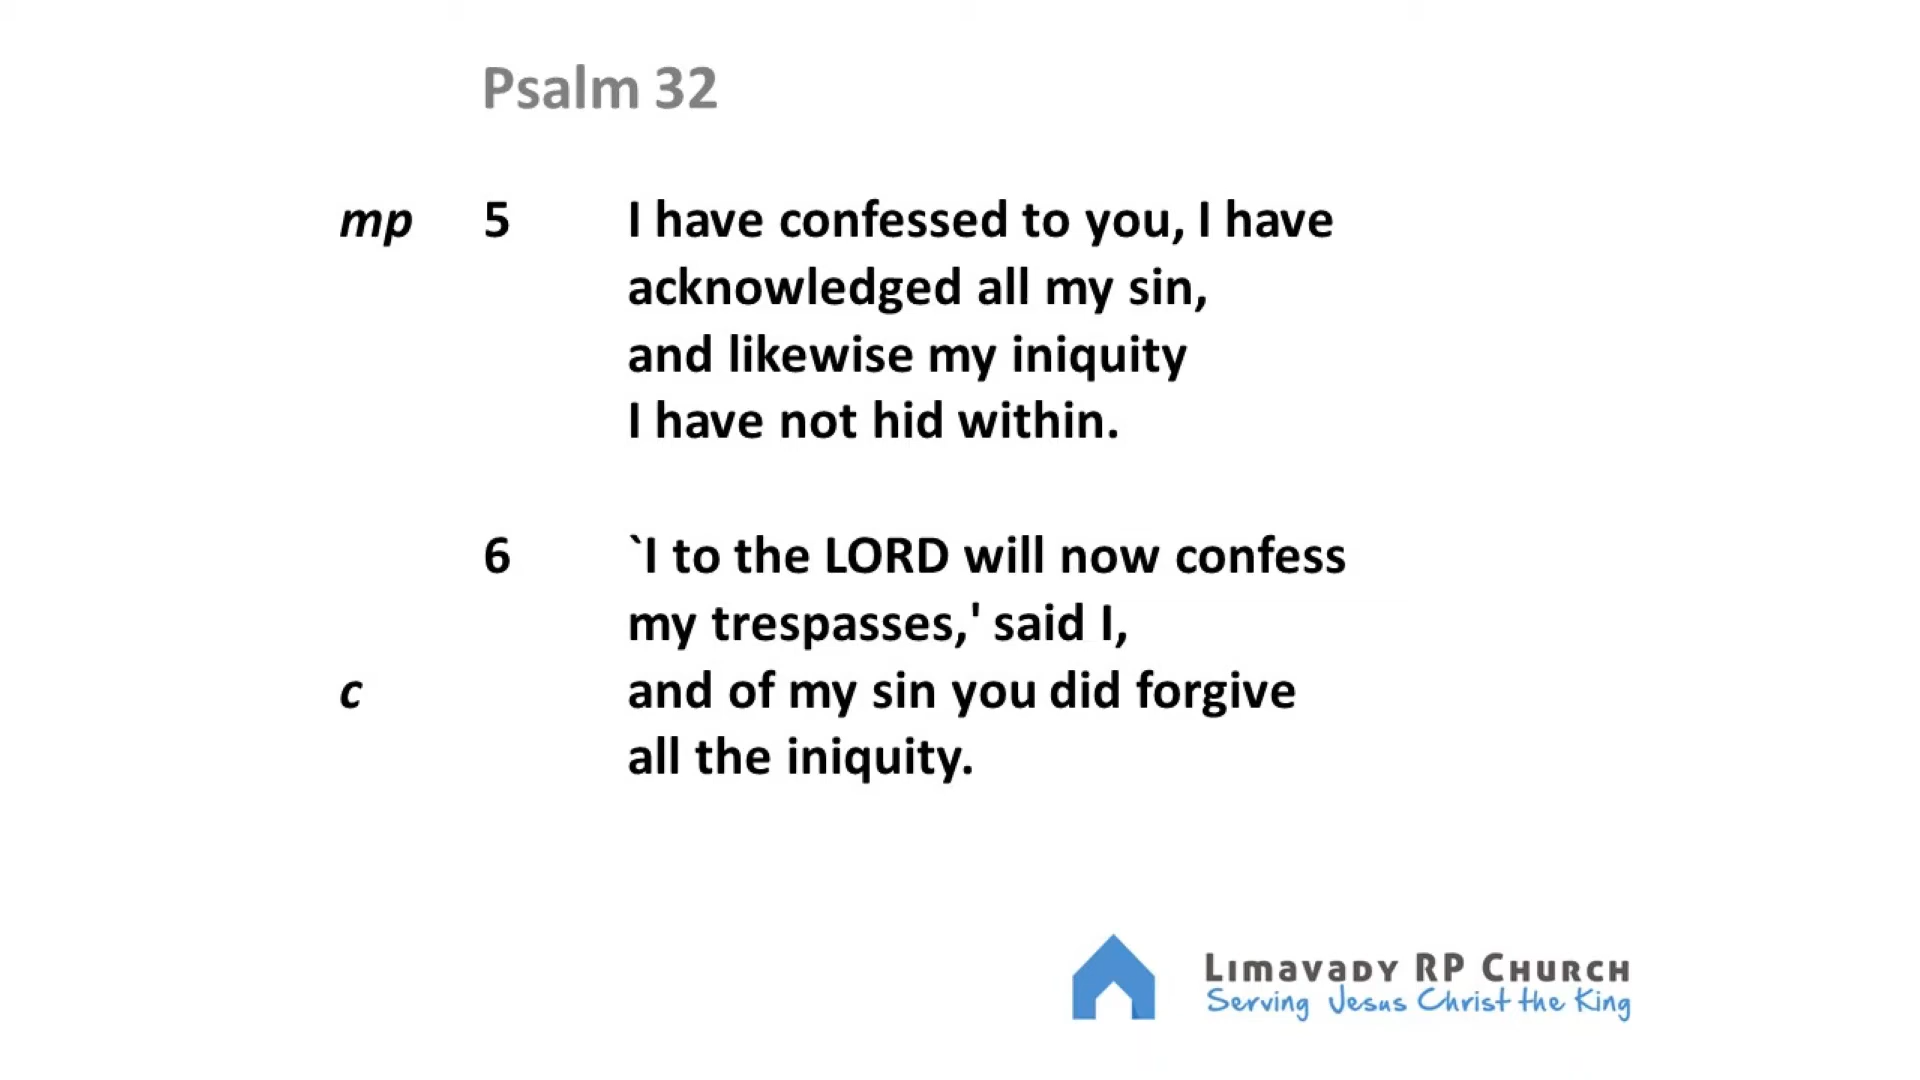 Psalm 32
mp 5 I have confessed to you, I have
acknowledged all my sin,
and likewise my iniquity
I have not hid within.
6 `I to the LORD will now confess
my trespasses,' said I,
c and of my sin you did forgive
all the iniquity.
LIMAVADY RP CHURCH
Serving Jesus Christ the King